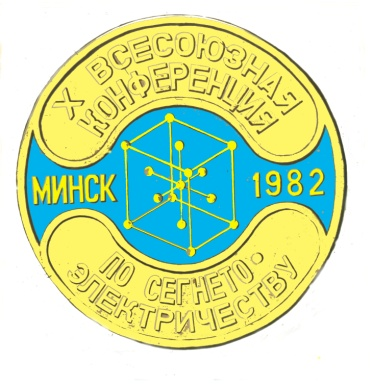 X ВСЕСОЮЗНАЯ
КОНФЕРЕНЦИЯ
МИНСК 1982
ПО СЕГНЕТО-
ЭЛЕКТРИЧЕСТВУ